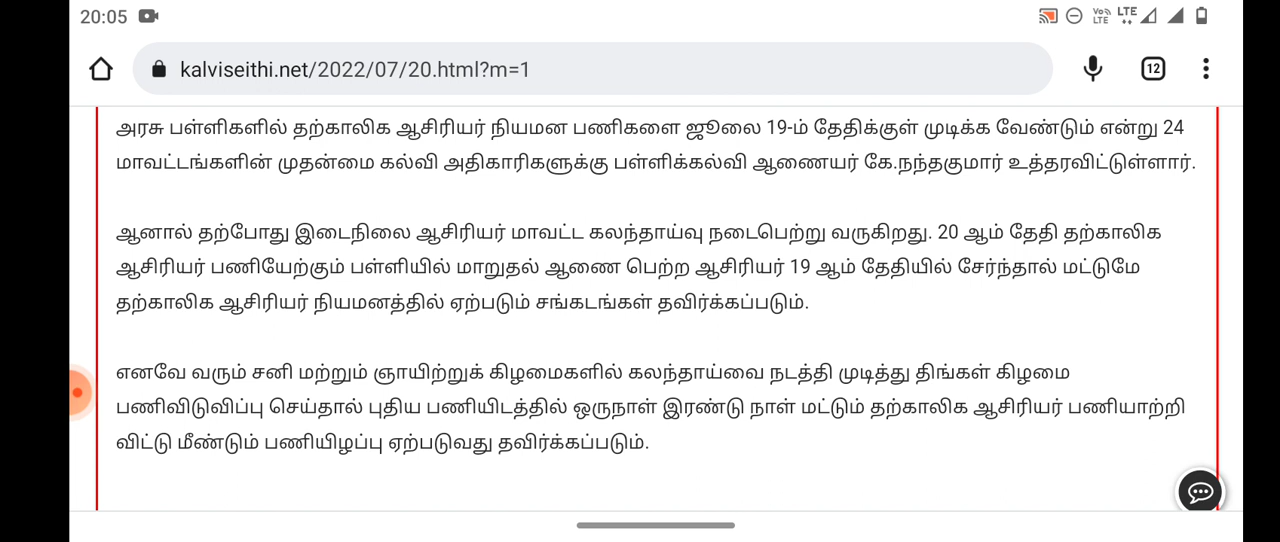 20:05
Vo LTE LTE
kalviseithi.net/2022/07/20.html?m=1
12
அரசு பள்ளிகளில் தற்காலிக ஆசிரியர் நியமன பணிகளை ஜூலை 19-ம் தேதிக்குள் முடிக்க வேண்டும் என்று 24
மாவட்டங்களின் முதன்மை கல்வி அதிகாரிகளுக்கு பள்ளிக்கல்வி ஆணையர் கே.நந்தகுமார் உத்தரவிட்டுள்ளார்.
ஆனால் தற்போது இடைநிலை ஆசிரியர் மாவட்ட கலந்தாய்வு நடைபெற்று வருகிறது. 20 ஆம் தேதி தற்காலிக
ஆசிரியர் பணியேற்கும் பள்ளியில் மாறுதல் ஆணை பெற்ற ஆசிரியர் 19 ஆம் தேதியில் சேர்ந்தால் மட்டுமே
தற்காலிக ஆசிரியர் நியமனத்தில் ஏற்படும் சங்கடங்கள் தவிர்க்கப்படும்.
எனவே வரும் சனி மற்றும் ஞாயிற்றுக் கிழமைகளில் கலந்தாய்வை நடத்தி முடித்து திங்கள் கிழமை
பணிவிடுவிப்பு செய்தால் புதிய பணியிடத்தில் ஒருநாள் இரண்டு நாள் மட்டும் தற்காலிக ஆசிரியர் பணியாற்றி
விட்டு மீண்டும் பணியிழப்பு ஏற்படுவது தவிர்க்கப்படும்.